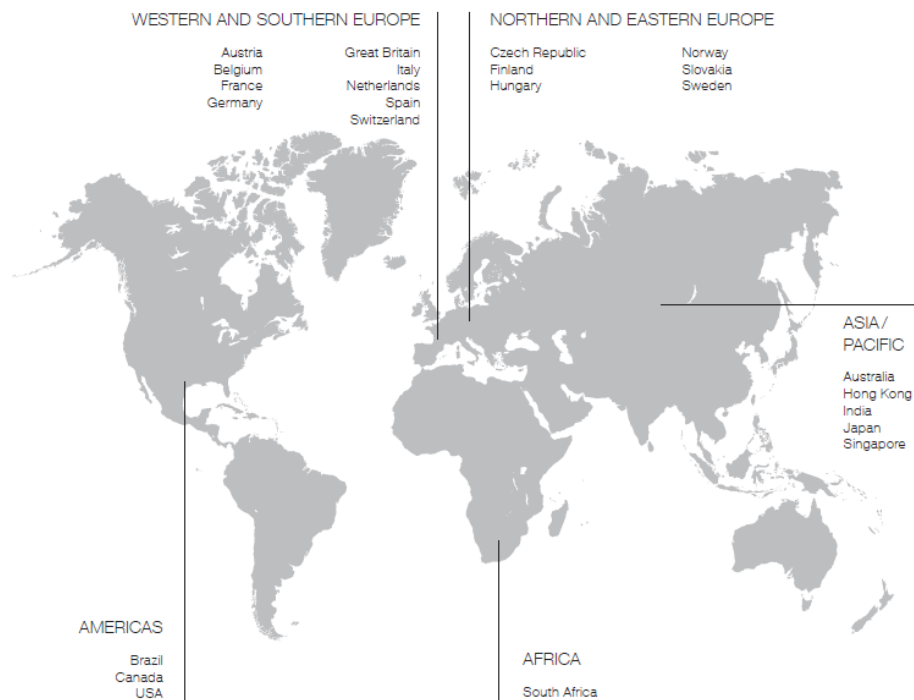 WESTERN AND SOUTHERN EUROPE
Austria
Belgium
France
Germany
Great Britain
Italy
Netherlands
Spain
Switzerland
NORTHERN AND EASTERN EUROPE
Czech Republic
Finland
Hungary
Norway
Slovakia
Sweden
ASIA /
PACIFIC
Australia
Hong Kong
India
Japan
Singapore
AMERICAS
Brazil
Canada
USA
AFRICA
South Africa